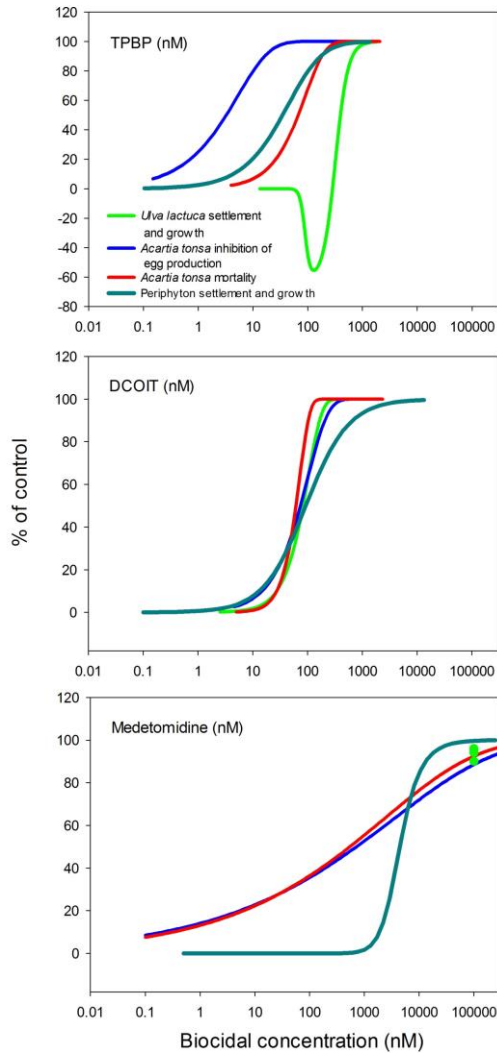 120
100
80
60
40
20
0
-20
-40
-60
-80
TPBP (nM)
Ulva lactuca settlement
and growth
Acartia tonsa inhibition of
egg production
Acartia tonsa mortality
Periphyton settlement and growth
0.01 0.1 1 10 100 1000 10000 100000
120
100
80
60
40
20
0
DCOIT (nM)
% of control
0.01 0.1 1 10 100 1000 10000 100000
120
100
80
60
40
20
0
Medetomidine (nM)
0.01 0.1 1 10 100 1000 10000 100000
Biocidal concentration (nM)